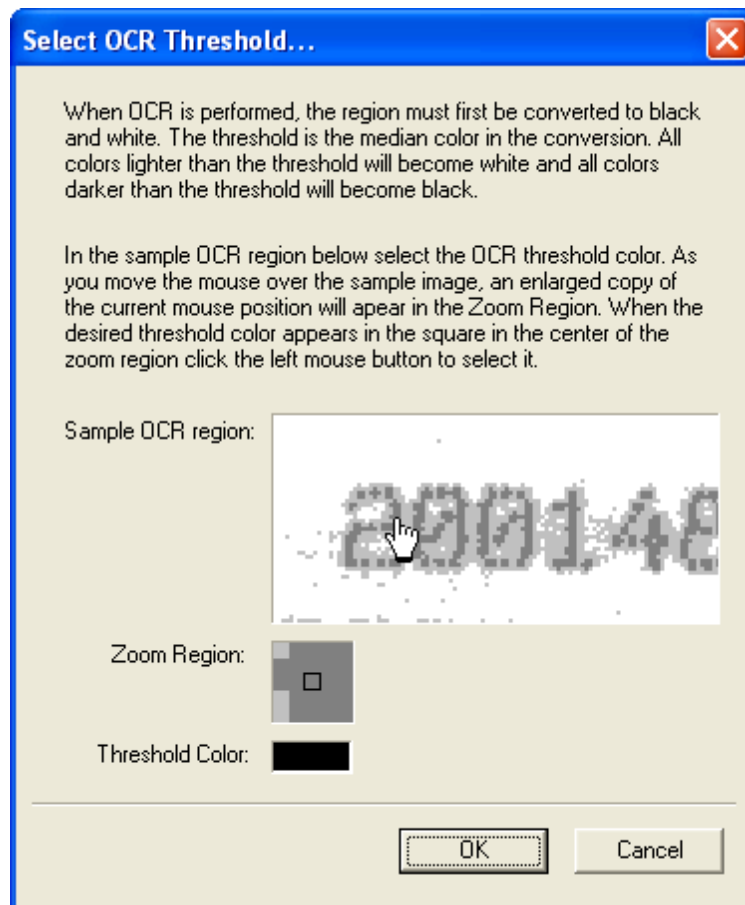 Select OCR Threshold...
When OCR is performed, the region must first be converted to black
and white. The threshold is the median color in the conversion. All
colors lighter than the threshold will become white and all colors
darker than the threshold will become black.
In the sample OCR region below select the OCR threshold color. As
you move the mouse over the sample image, an enlarged copy of
the current mouse position will apear in the Zoom Region. When the
desired threshold color appears in the square in the center of the
zoom region click the left mouse button to select it.
Sample OCR region:
200148
Zoom Region:
Threshold Color:
OK Cancel